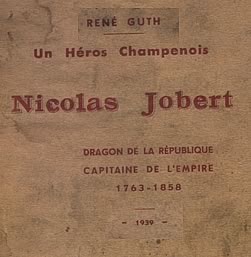 RENÉ GUTH
Un Héros Champenois
Nicolas Jobert
DRAGON DE LA RÉPUBLIQUE
CAPITAINE DE L'EMPIRE
1763-1858
- 1939 -